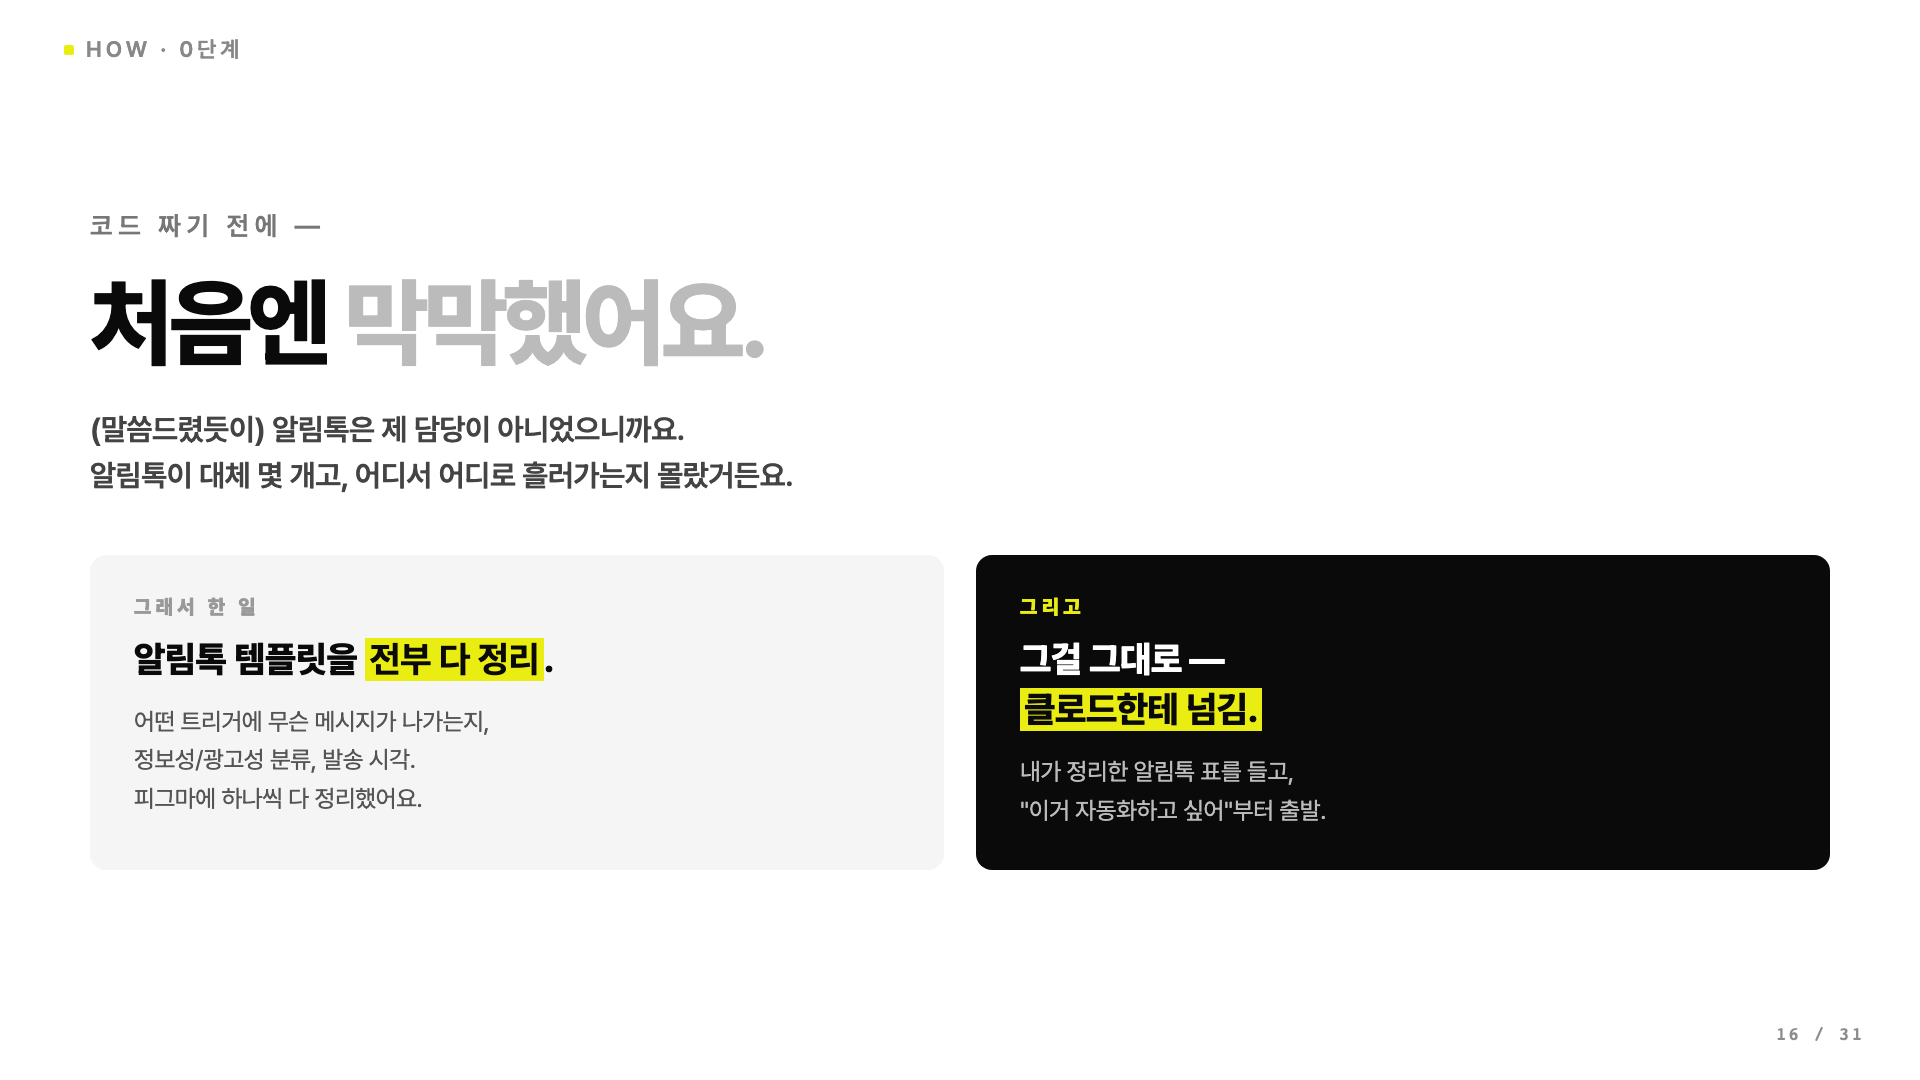 HOW · 0단계
코드 짜기 전에 —
처음엔 막막했어요.
(말씀드렸듯이) 알림톡은 제 담당이 아니었으니까요.
알림톡이 대체 몇 개고, 어디서 어디로 흘러가는지 몰랐거든요.
그래서 한 일
알림톡 템플릿을 전부 다 정리.
어떤 트리거에 무슨 메시지가 나가는지,
정보성/광고성 분류, 발송 시각.
피그마에 하나씩 다 정리했어요.
그리고
그걸 그대로 —
클로드한테 넘김.
내가 정리한 알림톡 표를 들고,
"이거 자동화하고 싶어"부터 출발.
16 / 31